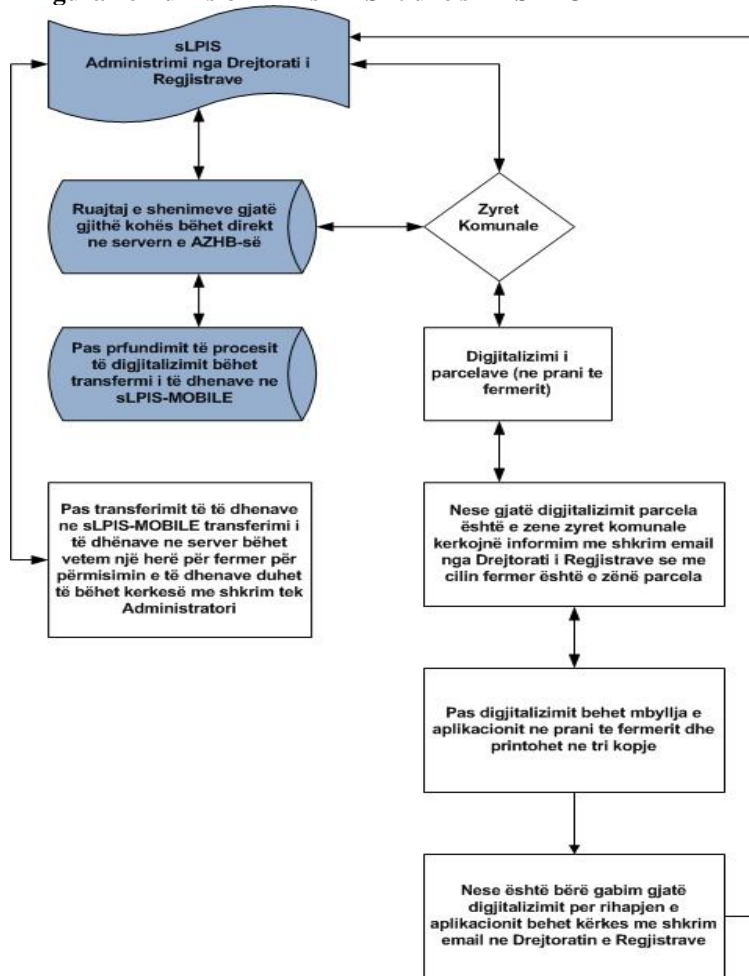 sLPIS
Administrimi nga Drejtorati i
Regjistrave
Ruajtaj e shenimeve gjatë
gjithë kohës bëhet direkt
ne servern e AZHB-së
Zyret
Komunale
Pas prfundimit të procesit
të digjitalizimit bëhet
transfermi i të dhenave ne
sLPIS-MOBILE
Digjitalizimi i
parcelave (ne prani te
fermerit)
Pas transferimit të të dhenave
ne sLPIS-MOBILE transferimi i
të dhënave ne server bëhet
vetem një herë për fermer për
përmisimin e të dhenave duhet
të bëhet kerkesë me shkrim tek
Administratori
Nese gjatë digjitalizimit parcela
është e zene zyret komunale
kerkojnë informim me shkrim email
nga Drejtorati i Regjistrave se me
cilin fermer është e zënë parcela
Pas digjitalizimit behet mbyllja e
aplikacionit ne prani te fermerit dhe
printohet ne tri kopje
Nese është bërë gabim gjatë
digjitalizimit per rihapjen e
aplikacionit behet kërkes me shkrim
email ne Drejtoratin e Regjistrave